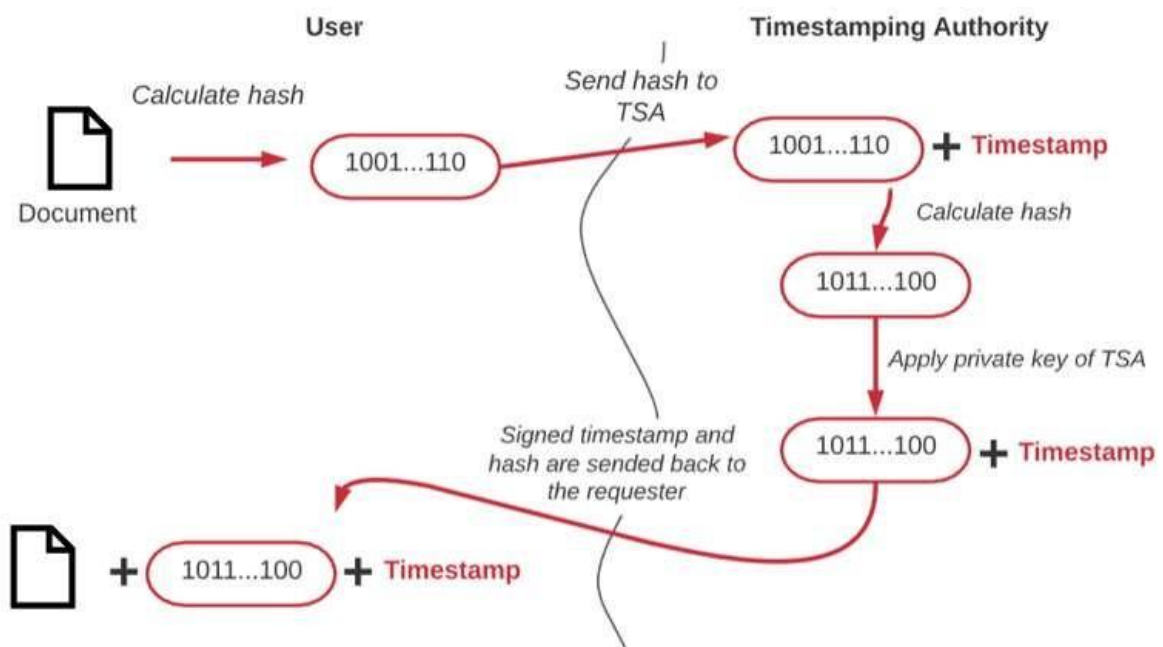 User
Timestamping Authority
Calculate hash
Send hash to
TSA
1001...110
1001...110
+ Timestamp
Document
Calculate hash
1011...100
Apply private key of TSA
Signed timestamp and
hash are sended back to
the requester
1011...100
+ Timestamp
+ 1011...100 + Timestamp